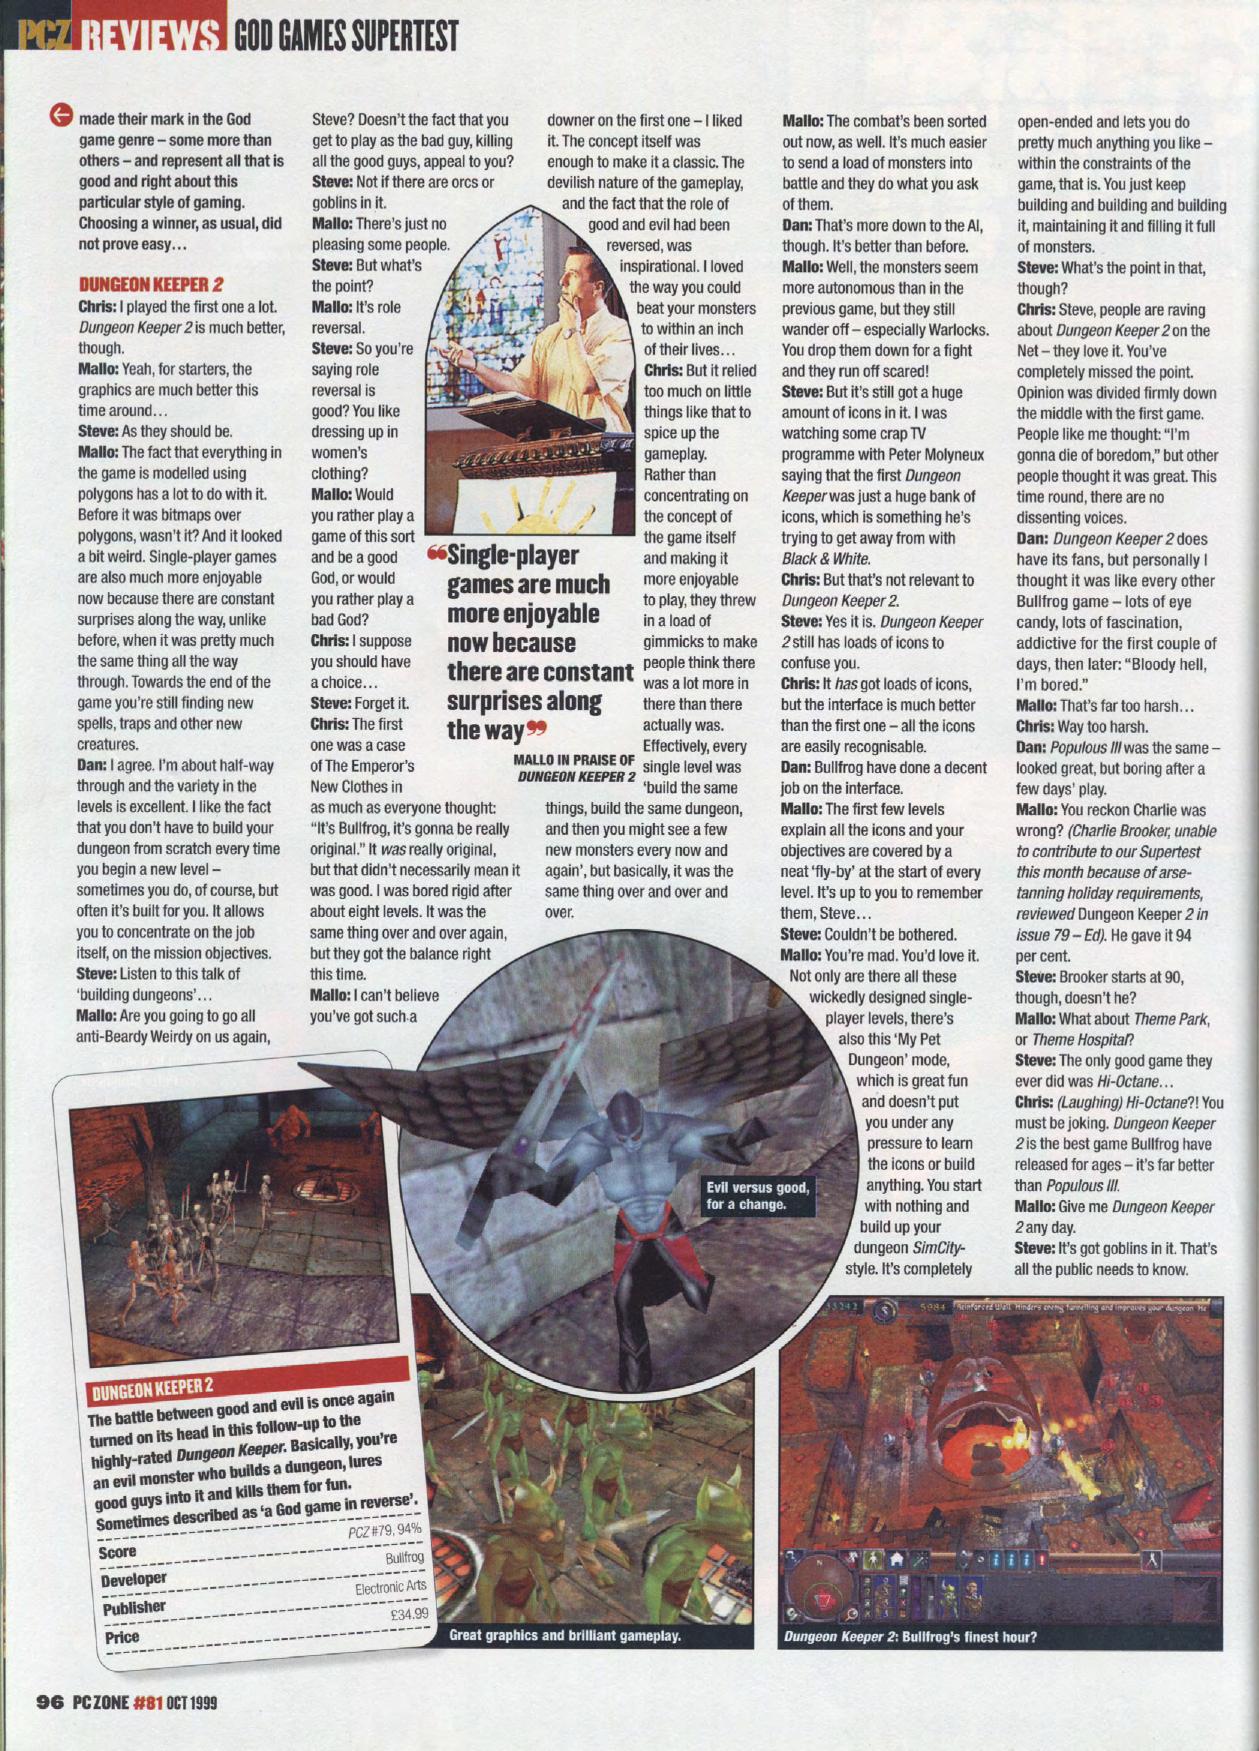 PCZ REVIEWS GOD GAMES SUPERTEST
made their mark in the God
game genre – some more than
others – and represent all that is
good and right about this
particular style of gaming.
Choosing a winner, as usual, did
not prove easy...
DUNGEON KEEPER 2
Chris: I played the first one a lot.
Dungeon Keeper 2 is much better,
though.
Mallo: Yeah, for starters, the
graphics are much better this
time around...
Steve: As they should be.
Mallo: The fact that everything in
the game is modelled using
polygons has a lot to do with it.
Before it was bitmaps over
polygons, wasn't it? And it looked
a bit weird. Single-player games
are also much more enjoyable
now because there are constant
surprises along the way, unlike
before, when it was pretty much
the same thing all the way
through. Towards the end of the
game you're still finding new
spells, traps and other new
creatures.
Dan: I agree. I'm about half-way
through and the variety in the
levels is excellent. I like the fact
that you don't have to build your
dungeon from scratch every time
you begin a new level –
sometimes you do, of course, but
often it's built for you. It allows
you to concentrate on the job
itself, on the mission objectives.
Steve: Listen to this talk of
'building dungeons'...
Mallo: Are you going to go all
anti-Beardy Weirdy on us again,
Steve? Doesn't the fact that you
get to play as the bad guy, killing
all the good guys, appeal to you?
Steve: Not if there are orcs or
goblins in it.
Mallo: There's just no
pleasing some people.
Steve: But what's
the point?
Mallo: It's role
reversal.
Steve: So you're
saying role
reversal is
good? You like
dressing up in
women's
clothing?
Mallo: Would
you rather play a
game of this sort
and be a good
God, or would
you rather play a
bad God?
Chris: I suppose
you should have
a choice...
Steve: Forget it.
Chris: The first
one was a case
of The Emperor's
New Clothes in
as much as everyone thought:
"It's Bullfrog, it's gonna be really
original." It was really original,
but that didn't necessarily mean it
was good. I was bored rigid after
about eight levels. It was the
same thing over and over again,
but they got the balance right
this time.
Mallo: I can't believe
you've got such a
downer on the first one – I liked
it. The concept itself was
enough to make it a classic. The
devilish nature of the gameplay,
and the fact that the role of
good and evil had been
reversed, was
inspirational. I loved
the way you could
beat your monsters
to within an inch
of their lives...
Chris: But it relied
too much on little
things like that to
spice up the
gameplay.
Rather than
concentrating on
the concept of
the game itself
and making it
more enjoyable
to play, they threw
in a load of
gimmicks to make
people think there
was a lot more in
there than there
actually was.
Effectively, every
single level was
'build the same
things, build the same dungeon,
and then you might see a few
new monsters every now and
again', but basically, it was the
same thing over and over and
over.
“Single-player
games are much
more enjoyable
now because
there are constant
surprises along
the way”
MALLO IN PRAISE OF
DUNGEON KEEPER 2
Mallo: The combat's been sorted
out now, as well. It's much easier
to send a load of monsters into
battle and they do what you ask
of them.
Dan: That's more down to the AI,
though. It's better than before.
Mallo: Well, the monsters seem
more autonomous than in the
previous game, but they still
wander off – especially Warlocks.
You drop them down for a fight
and they run off scared!
Steve: But it's still got a huge
amount of icons in it. I was
watching some crap TV
programme with Peter Molyneux
saying that the first Dungeon
Keeper was just a huge bank of
icons, which is something he's
trying to get away from with
Black & White.
Chris: But that's not relevant to
Dungeon Keeper 2.
Steve: Yes it is. Dungeon Keeper
2 still has loads of icons to
confuse you.
Chris: It has got loads of icons,
but the interface is much better
than the first one – all the icons
are easily recognisable.
Dan: Bullfrog have done a decent
job on the interface.
Mallo: The first few levels
explain all the icons and your
objectives are covered by a
neat 'fly-by' at the start of every
level. It's up to you to remember
them, Steve...
Steve: Couldn't be bothered.
Mallo: You're mad. You'd love it.
Not only are there all these
wickedly designed single-
player levels, there's
also this 'My Pet
Dungeon' mode,
which is great fun
and doesn't put
you under any
pressure to learn
the icons or build
anything. You start
with nothing and
build up your
dungeon SimCity-
style. It's completely
open-ended and lets you do
pretty much anything you like –
within the constraints of the
game, that is. You just keep
building and building and building
it, maintaining it and filling it full
of monsters.
Steve: What's the point in that,
though?
Chris: Steve, people are raving
about Dungeon Keeper 2 on the
Net – they love it. You've
completely missed the point.
Opinion was divided firmly down
the middle with the first game.
People like me thought: "I'm
gonna die of boredom," but other
people thought it was great. This
time round, there are no
dissenting voices.
Dan: Dungeon Keeper 2 does
have its fans, but personally I
thought it was like every other
Bullfrog game – lots of eye
candy, lots of fascination,
addictive for the first couple of
days, then later: "Bloody hell,
I'm bored."
Mallo: That's far too harsh...
Chris: Way too harsh.
Dan: Populous III was the same –
looked great, but boring after a
few days' play.
Mallo: You reckon Charlie was
wrong? (Charlie Brooker, unable
to contribute to our Supertest
this month because of arse-
tanning holiday requirements,
reviewed Dungeon Keeper 2 in
issue 79 – Ed). He gave it 94
per cent.
Steve: Brooker starts at 90,
though, doesn't he?
Mallo: What about Theme Park,
or Theme Hospital?
Steve: The only good game they
ever did was Hi-Octane...
Chris: (Laughing) Hi-Octane?! You
must be joking. Dungeon Keeper
2 is the best game Bullfrog have
released for ages – it's far better
than Populous III.
Mallo: Give me Dungeon Keeper
2 any day.
Steve: It's got goblins in it. That's
all the public needs to know.
Evil versus good,
for a change.
DUNGEON KEEPER 2
The battle between good and evil is once again
turned on its head in this follow-up to the
highly-rated Dungeon Keeper. Basically, you're
an evil monster who builds a dungeon, lures
good guys into it and kills them for fun.
Sometimes described as 'a God game in reverse'.
Score PCZ #79, 94%
Developer Bullfrog
Publisher Electronic Arts
Price £34.99
Great graphics and brilliant gameplay.
5984 Reinforced Wall. Hinders enemy tunnelling and improves your dungeon. He
Dungeon Keeper 2: Bullfrog's finest hour?
96 PCZONE #81 OCT 1999